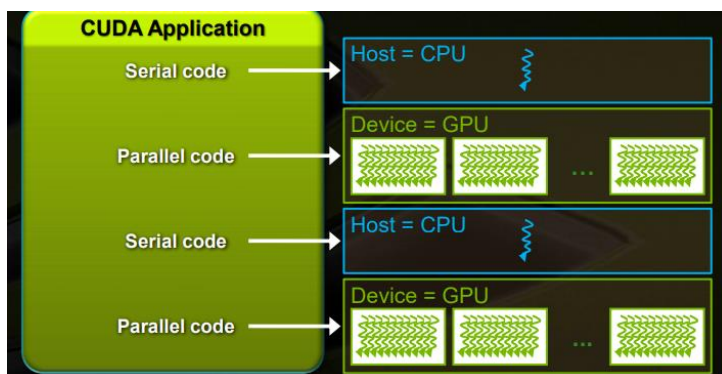 CUDA Application
Serial code
Host = CPU
Parallel code
Device = GPU
...
Serial code
Host = CPU
Parallel code
Device = GPU
...